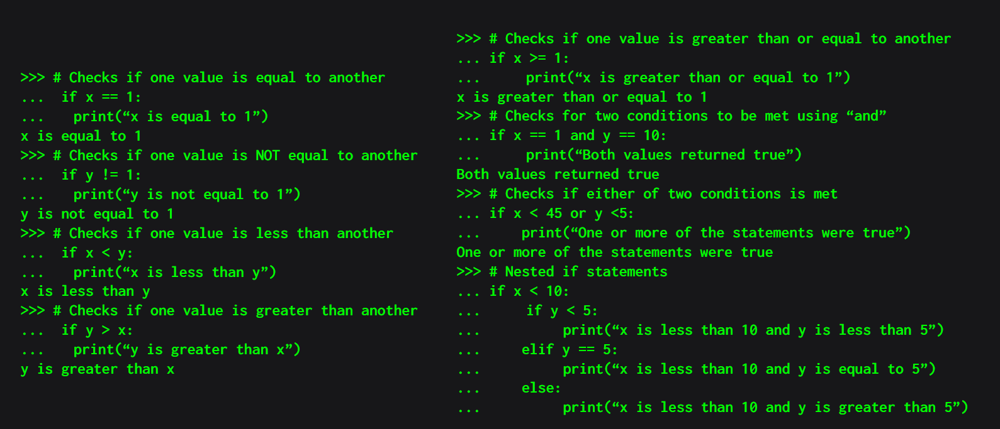 >>> # Checks if one value is equal to another
...  if x == 1:
...    print(“x is equal to 1”)
x is equal to 1
>>> # Checks if one value is NOT equal to another
...  if y != 1:
...    print(“y is not equal to 1”)
y is not equal to 1
>>> # Checks if one value is less than another
...  if x < y:
...    print(“x is less than y”)
x is less than y
>>> # Checks if one value is greater than another
...  if y > x:
...    print(“y is greater than x”)
y is greater than x
>>> # Checks if one value is greater than or equal to another
... if x >= 1:
...      print(“x is greater than or equal to 1”)
x is greater than or equal to 1
>>> # Checks for two conditions to be met using “and”
... if x == 1 and y == 10:
...      print(“Both values returned true”)
Both values returned true
>>> # Checks if either of two conditions is met
... if x < 45 or y <5:
...     print(“One or more of the statements were true”)
One or more of the statements were true
>>> # Nested if statements
... if x < 10:
...      if y < 5:
...          print(“x is less than 10 and y is less than 5”)
...     elif y == 5:
...          print(“x is less than 10 and y is equal to 5”)
...     else:
...          print(“x is less than 10 and y is greater than 5”)